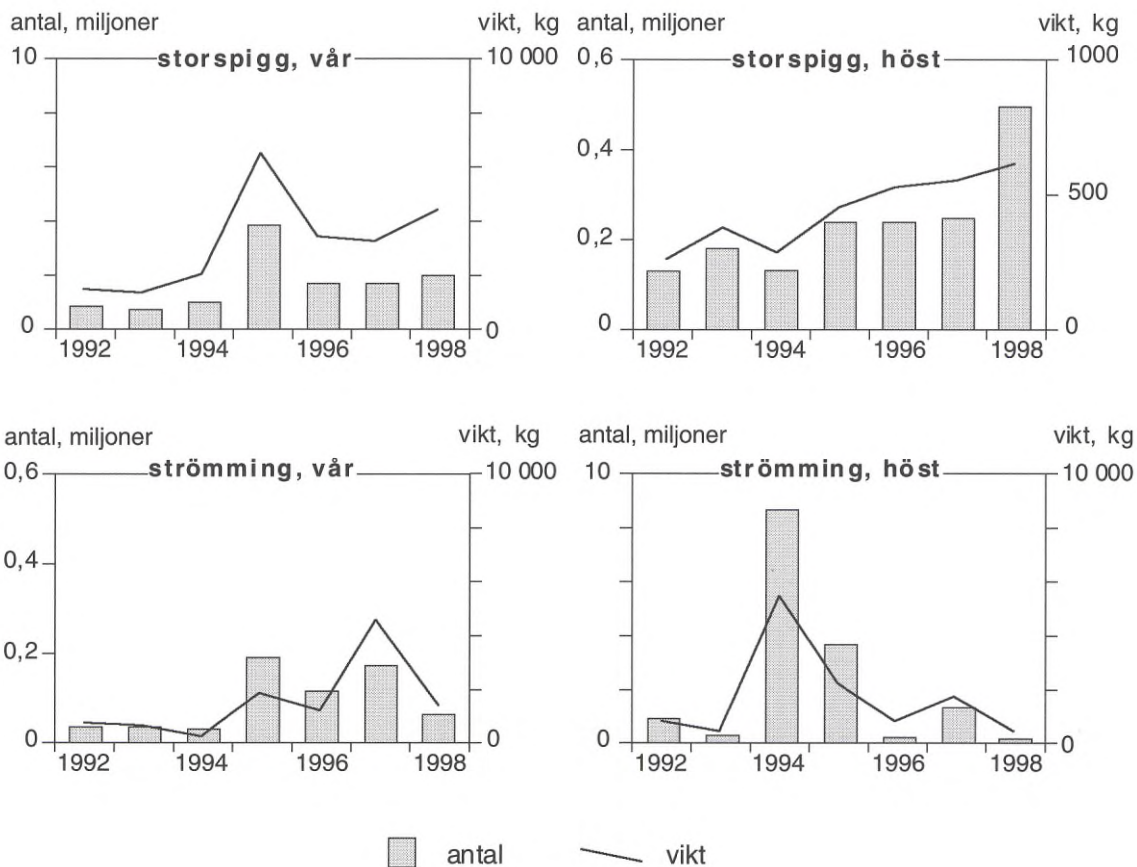 antal, miljoner vikt, kg
10 storspigg, vår 10 000
0 0
1992 1994 1996 1998
antal, miljoner vikt, kg
0,6 storspigg, höst 1000
0,4
500
0,2
0 0
1992 1994 1996 1998
antal, miljoner vikt, kg
0,6 strömming, vår 10 000
0,4
0,2
0 0
1992 1994 1996 1998
antal, miljoner vikt, kg
10 strömming, höst 10 000
0 0
1992 1994 1996 1998
antal vikt